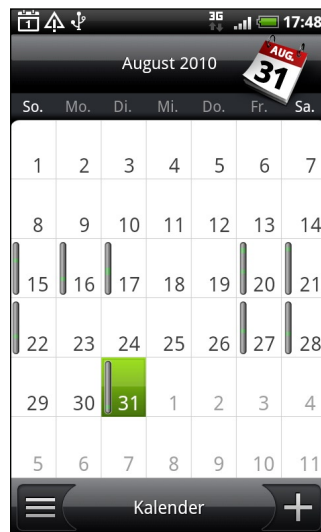 1 3G 17:48
August 2010 AUG. 31
So. Mo. Di. Mi. Do. Fr. Sa.
1 2 3 4 5 6 7
8 9 10 11 12 13 14
15 16 17 18 19 20 21
22 23 24 25 26 27 28
29 30 31 1 2 3 4
5 6 7 8 9 10 11
Kalender